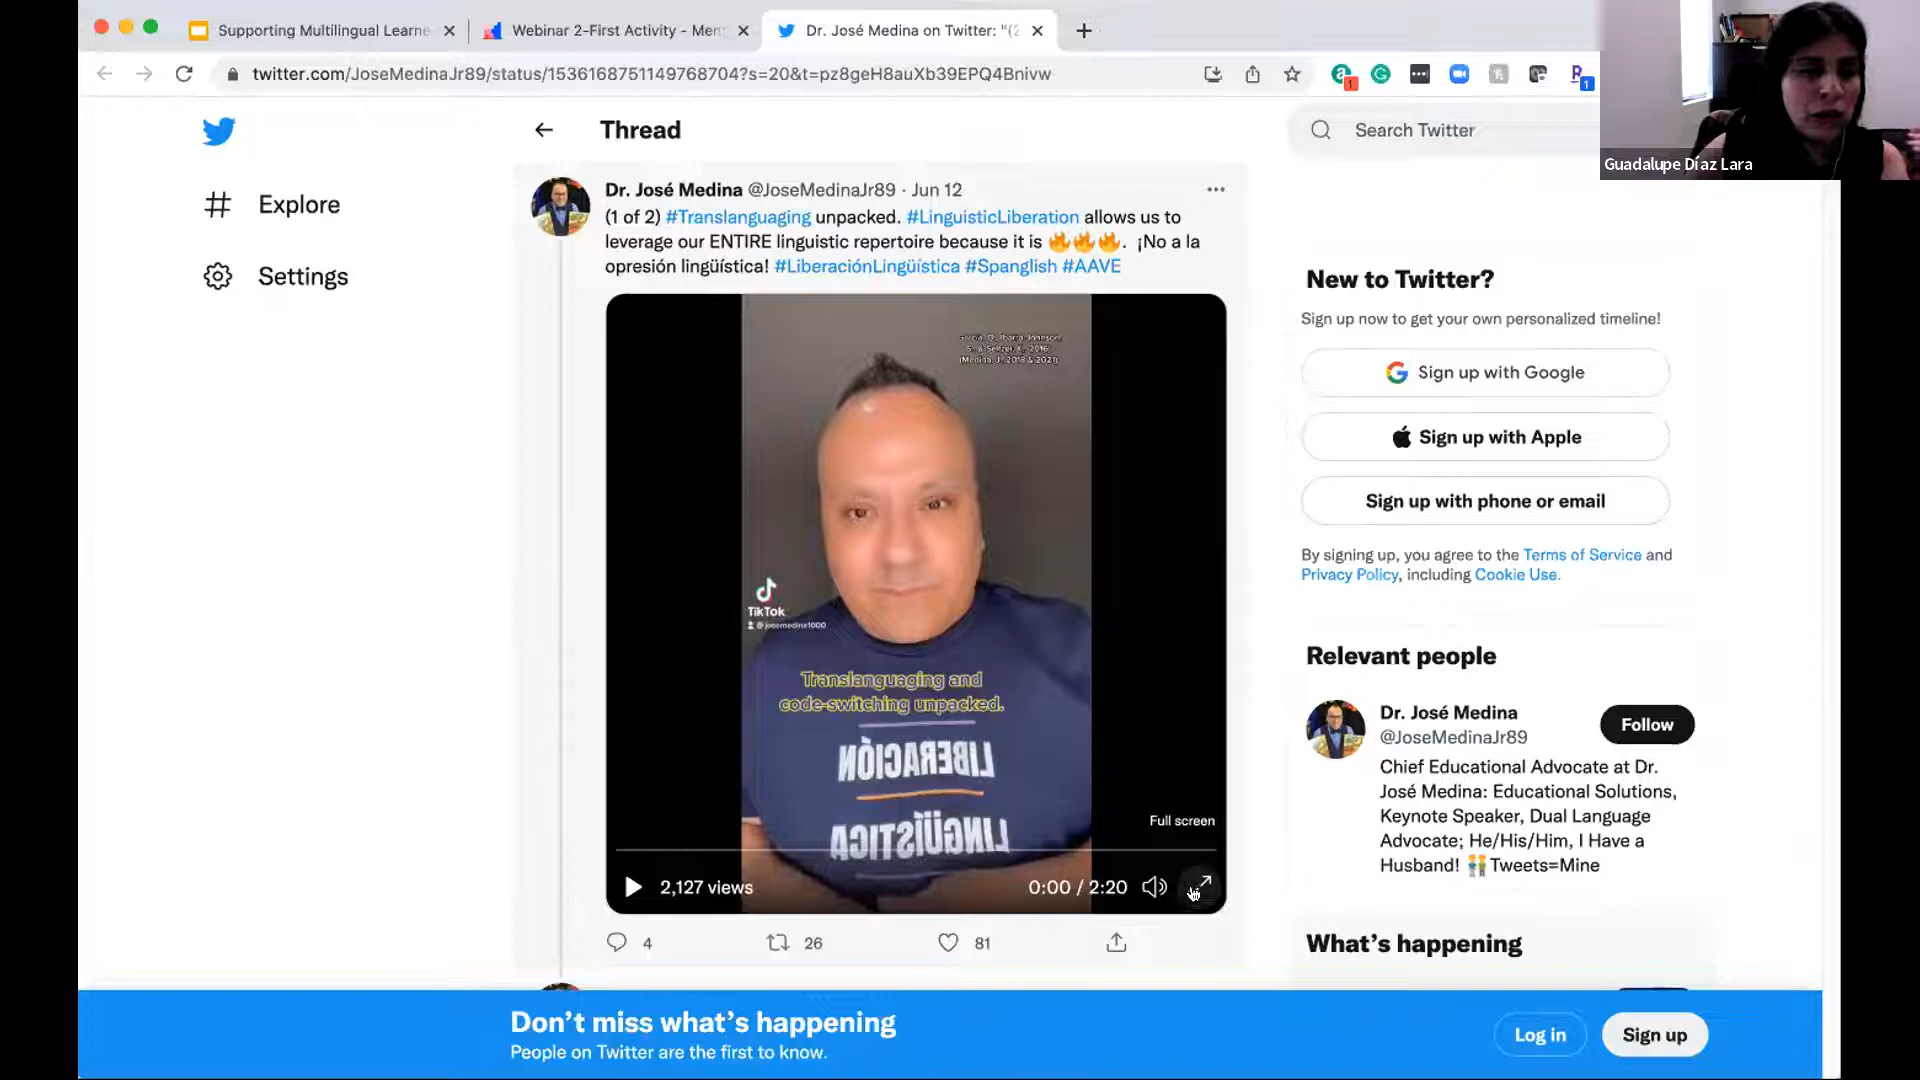 Supporting Multilingual Learne
Webinar 2-First Activity - Men
Dr. José Medina on Twitter: "(2
twitter.com/JoseMedinaJr89/status/1536168751149768704?s=20&t=pz8geH8auXb39EPQ4Bnivw
1
1
Guadalupe Díaz Lara
Explore
Settings
Thread
Dr. José Medina @JoseMedinaJr89 · Jun 12
(1 of 2) #Translanguaging unpacked. #LinguisticLiberation allows us to
leverage our ENTIRE linguistic repertoire because it is 🔥🔥🔥. ¡No a la
opresión lingüística! #LiberaciónLingüística #Spanglish #AAVE
S. & Seltzer, K., 2016)
(Medina, J., 2018 & 2021)
TikTok
Translanguaging and
code-switching unpacked.
LIBERACIÓN
LINGÜÍSTICA
Full screen
2,127 views
0:00 / 2:20
4
26
81
Search Twitter
New to Twitter?
Sign up now to get your own personalized timeline!
Sign up with Google
Sign up with Apple
Sign up with phone or email
By signing up, you agree to the Terms of Service and
Privacy Policy, including Cookie Use.
Relevant people
Dr. José Medina
@JoseMedinaJr89
Follow
Chief Educational Advocate at Dr.
José Medina: Educational Solutions,
Keynote Speaker, Dual Language
Advocate; He/His/Him, I Have a
Husband! 👬Tweets=Mine
What's happening
Don't miss what's happening
People on Twitter are the first to know.
Log in
Sign up